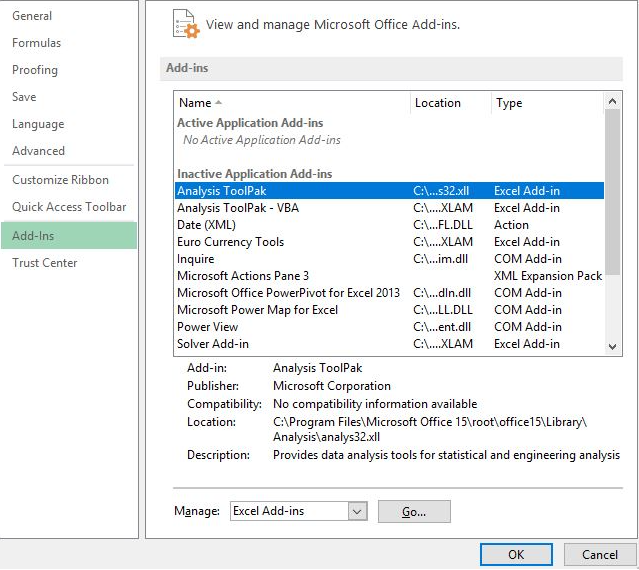 General
Formulas
Proofing
Save
Language
Advanced
Customize Ribbon
Quick Access Toolbar
Add-Ins
Trust Center
View and manage Microsoft Office Add-ins.
Add-ins
Name Location Type
Active Application Add-ins
No Active Application Add-ins
Inactive Application Add-ins
Analysis ToolPak C:\...s32.xll Excel Add-in
Analysis ToolPak - VBA C:\....XLAM Excel Add-in
Date (XML) C:\...FL.DLL Action
Euro Currency Tools C:\....XLAM Excel Add-in
Inquire C:\...im.dll COM Add-in
Microsoft Actions Pane 3 XML Expansion Pack
Microsoft Office PowerPivot for Excel 2013 C:\...dln.dll COM Add-in
Microsoft Power Map for Excel C:\...LL.DLL COM Add-in
Power View C:\...ent.dll COM Add-in
Solver Add-in C:\....XLAM Excel Add-in
Add-in: Analysis ToolPak
Publisher: Microsoft Corporation
Compatibility: No compatibility information available
Location: C:\Program Files\Microsoft Office 15\root\office15\Library\
Analysis\analys32.xll
Description: Provides data analysis tools for statistical and engineering analysis
Manage: Excel Add-ins Go...
OK Cancel